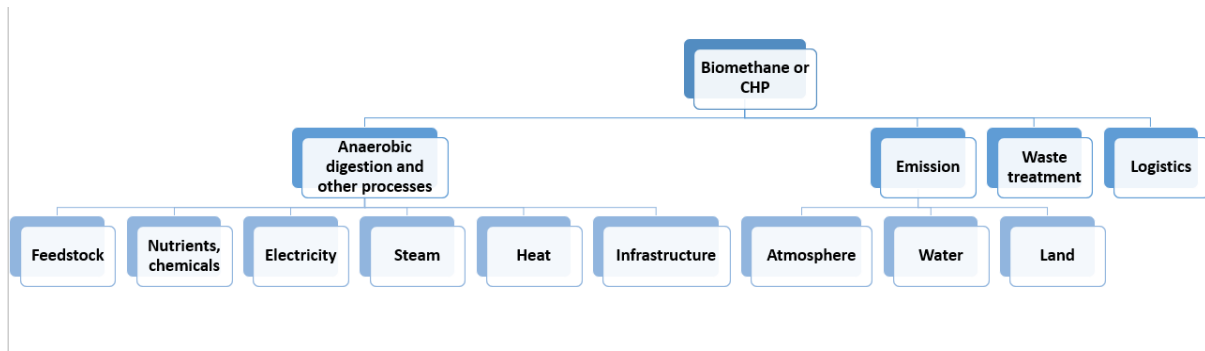 Biomethane or
CHP
Anaerobic
digestion and
other processes
Emission
Waste
treatment
Logistics
Feedstock
Nutrients,
chemicals
Electricity
Steam
Heat
Infrastructure
Atmosphere
Water
Land